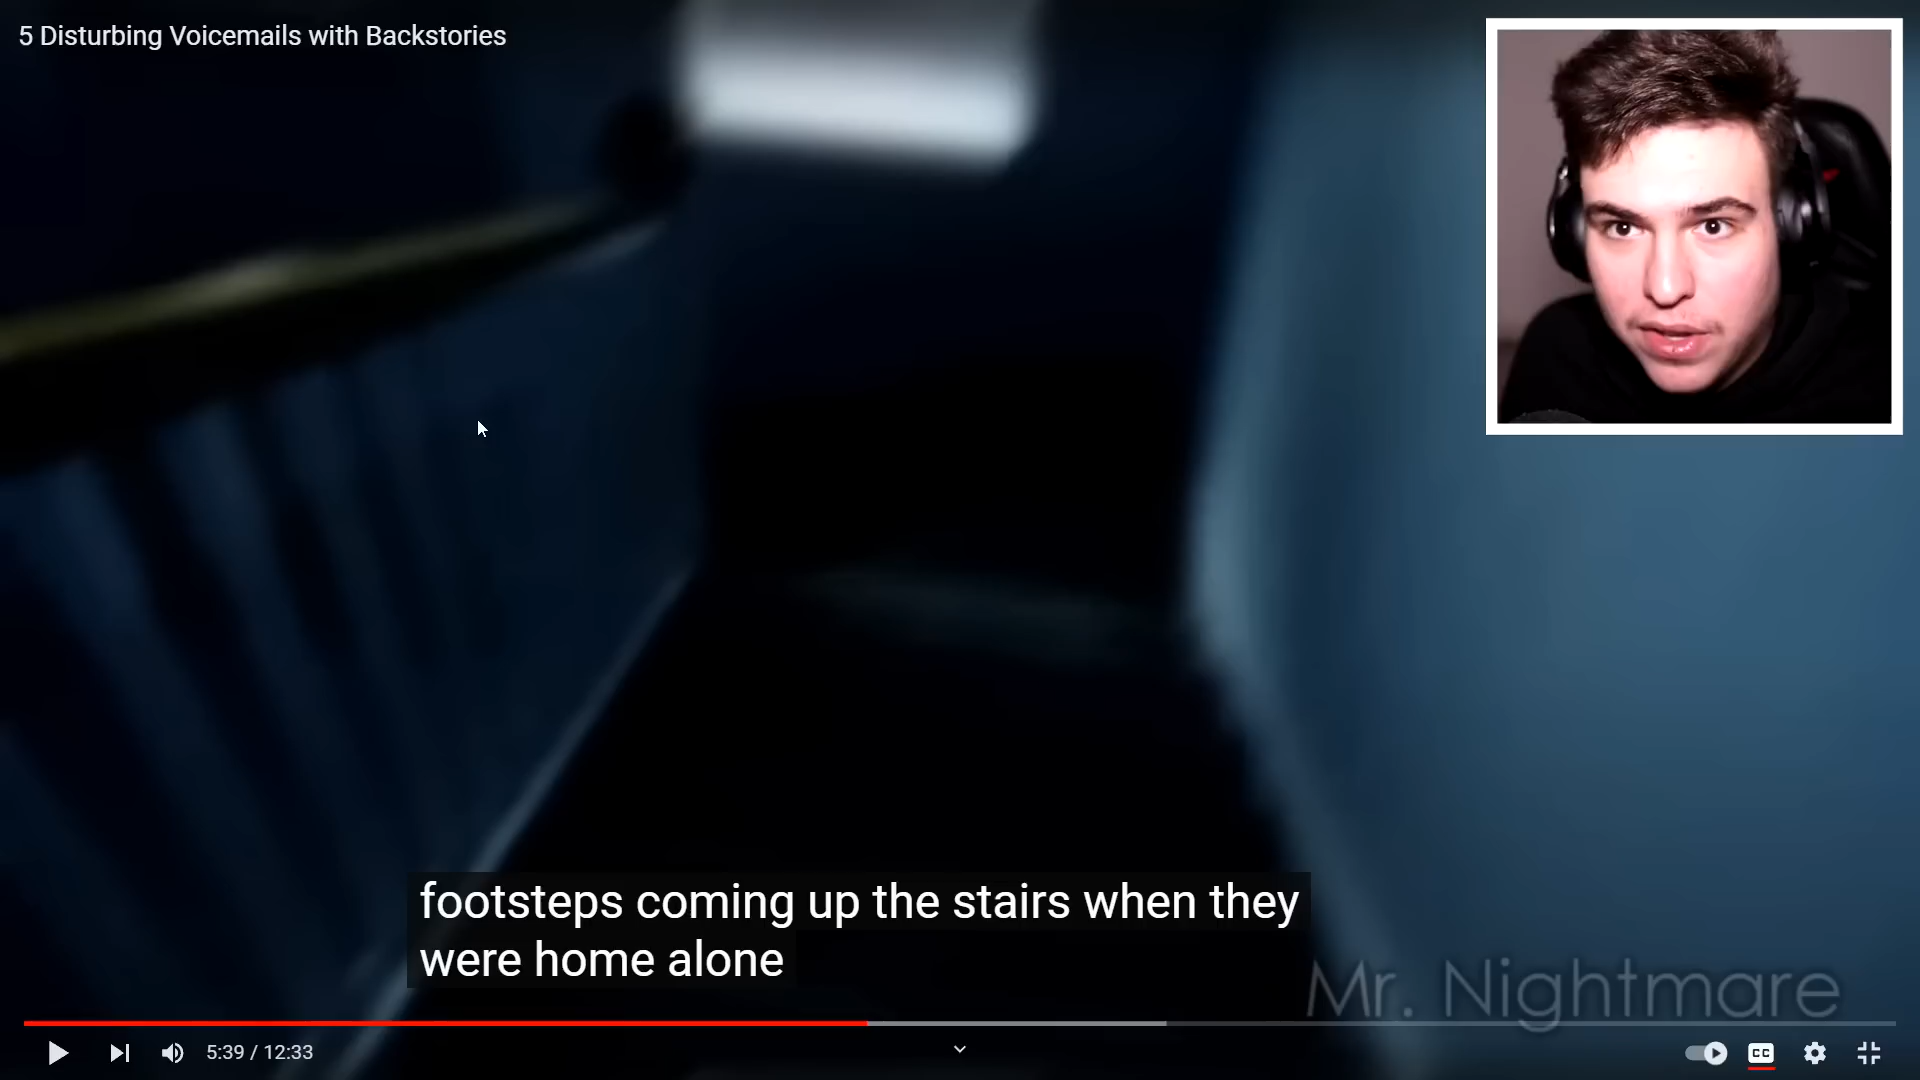 5 Disturbing Voicemails with Backstories
footsteps coming up the stairs when they
were home alone
Mr. Nightmare
5:39 / 12:33
CC